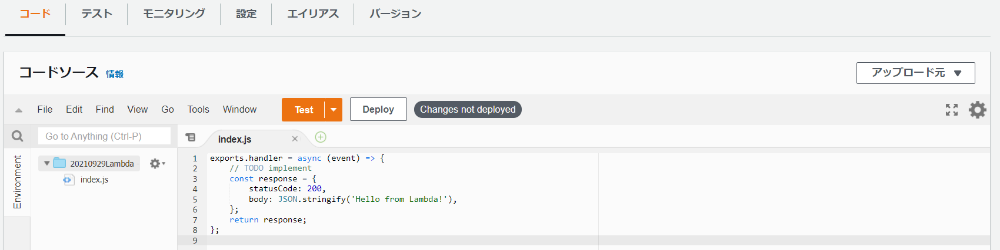 コード テスト モニタリング 設定 エイリアス バージョン
コードソース 情報 アップロード元
File Edit Find View Go Tools Window Test Deploy Changes not deployed
Go to Anything (Ctrl-P)
index.js
Environment
20210929Lambda
index.js
1 exports.handler = async (event) => {
2     // TODO implement
3     const response = {
4         statusCode: 200,
5         body: JSON.stringify('Hello from Lambda!'),
6     };
7     return response;
8 };
9